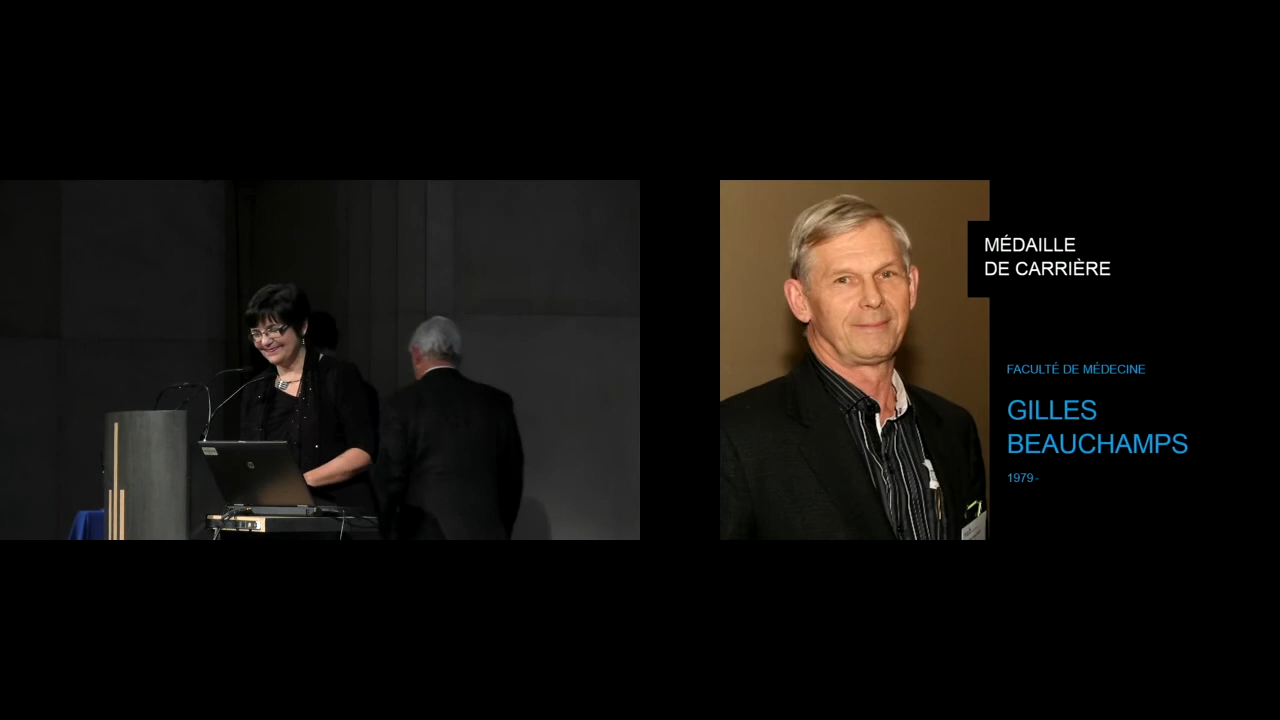 MÉDAILLE
DE CARRIÈRE
FACULTÉ DE MÉDECINE
GILLES
BEAUCHAMPS
1979-